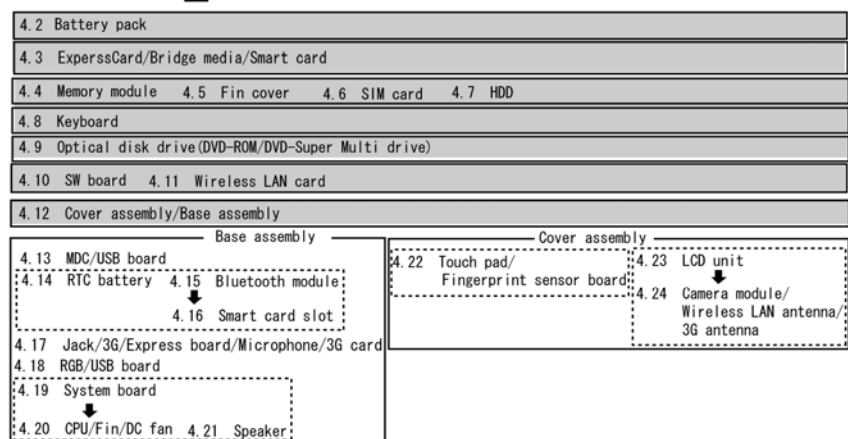 4.2 Battery pack
4.3 ExperssCard/Bridge media/Smart card
4.4 Memory module 4.5 Fin cover 4.6 SIM card 4.7 HDD
4.8 Keyboard
4.9 Optical disk drive(DVD-ROM/DVD-Super Multi drive)
4.10 SW board 4.11 Wireless LAN card
4.12 Cover assembly/Base assembly
Base assembly
4.13 MDC/USB board
4.14 RTC battery 4.15 Bluetooth module
4.16 Smart card slot
4.17 Jack/3G/Express board/Microphone/3G card
4.18 RGB/USB board
4.19 System board
4.20 CPU/Fin/DC fan 4.21 Speaker
Cover assembly
4.22 Touch pad/
Fingerprint sensor board
4.23 LCD unit
4.24 Camera module/
Wireless LAN antenna/
3G antenna